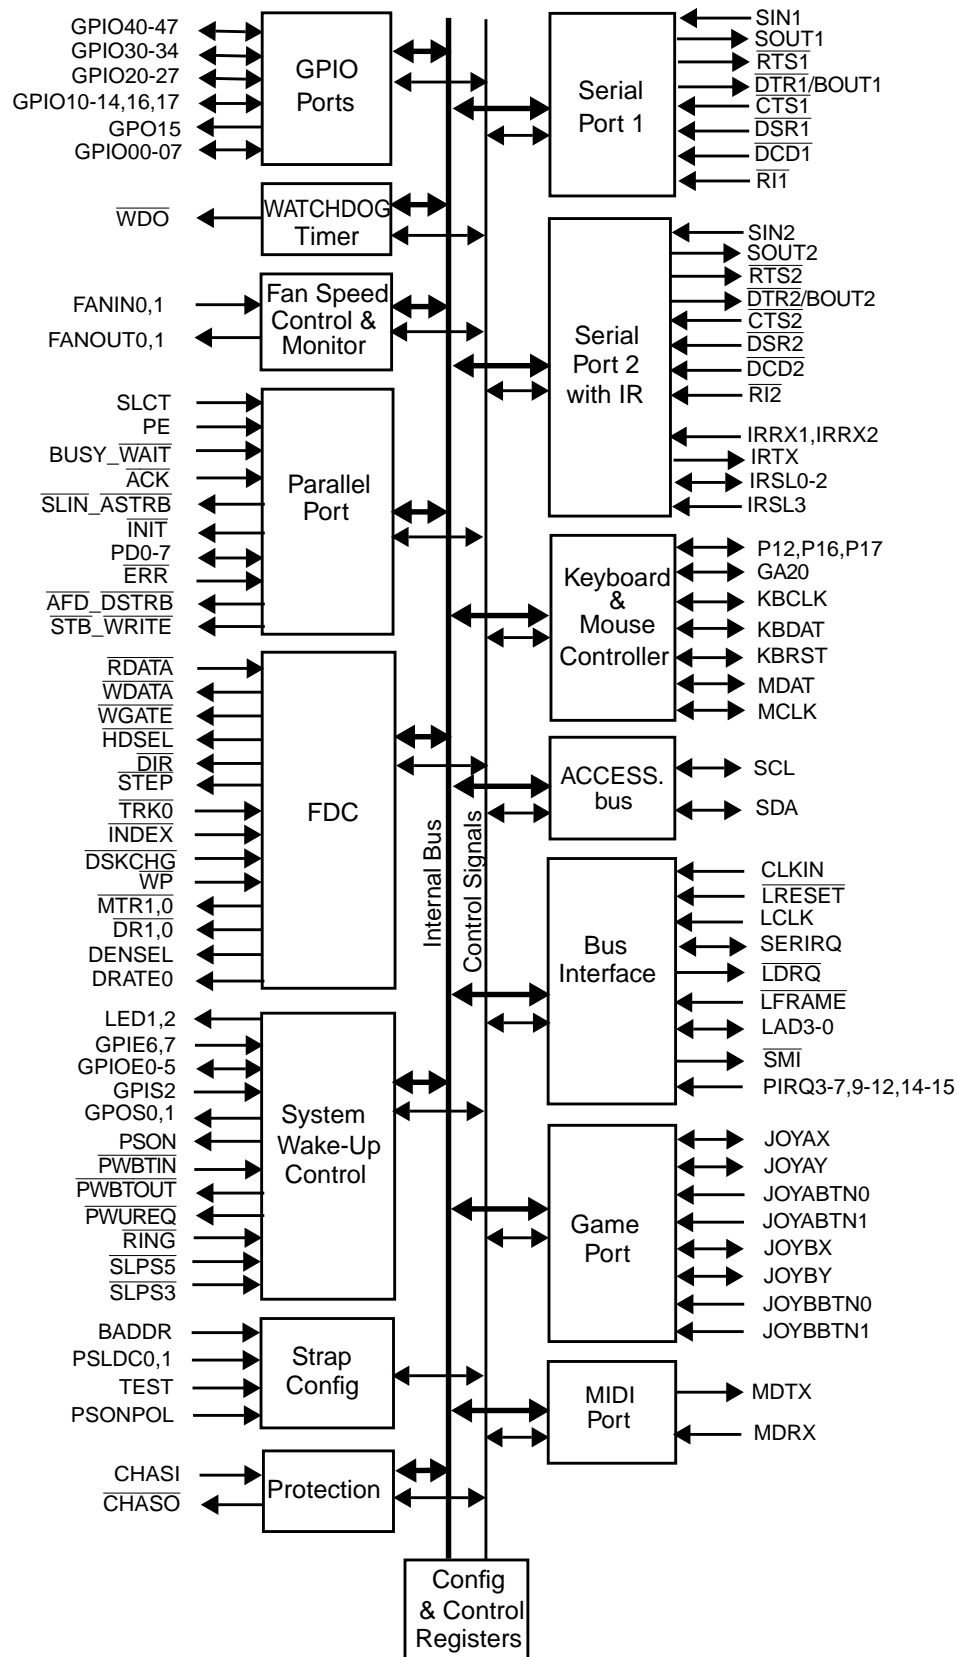 GPIO40-47
GPIO30-34
GPIO20-27
GPIO10-14,16,17
GPO15
GPIO00-07
GPIO
Ports
WDO
WATCHDOG
Timer
FANIN0,1
FANOUT0,1
Fan Speed
Control &
Monitor
SLCT
PE
BUSY_WAIT
ACK
SLIN_ASTRB
INIT
PD0-7
ERR
AFD_DSTRB
STB_WRITE
Parallel
Port
RDATA
WDATA
WGATE
HDSEL
DIR
STEP
TRK0
INDEX
DSKCHG
WP
MTR1,0
DR1,0
DENSEL
DRATE0
FDC
LED1,2
GPIE6,7
GPIOE0-5
GPIS2
GPOS0,1
PSON
PWBTIN
PWBTOUT
PWUREQ
RING
SLPS5
SLPS3
System
Wake-Up
Control
BADDR
PSLDC0,1
TEST
PSONPOL
Strap
Config
CHASI
CHASO
Protection
Internal Bus
Control Signals
Serial
Port 1
SIN1
SOUT1
RTS1
DTR1/BOUT1
CTS1
DSR1
DCD1
RI1
Serial
Port 2
with IR
SIN2
SOUT2
RTS2
DTR2/BOUT2
CTS2
DSR2
DCD2
RI2
IRRX1,IRRX2
IRTX
IRSL0-2
IRSL3
Keyboard
&
Mouse
Controller
P12,P16,P17
GA20
KBCLK
KBDAT
KBRST
MDAT
MCLK
ACCESS.
bus
SCL
SDA
Bus
Interface
CLKIN
LRESET
LCLK
SERIRQ
LDRQ
LFRAME
LAD3-0
SMI
PIRQ3-7,9-12,14-15
Game
Port
JOYAX
JOYAY
JOYABTN0
JOYABTN1
JOYBX
JOYBY
JOYBBTN0
JOYBBTN1
MIDI
Port
MDTX
MDRX
Config
& Control
Registers